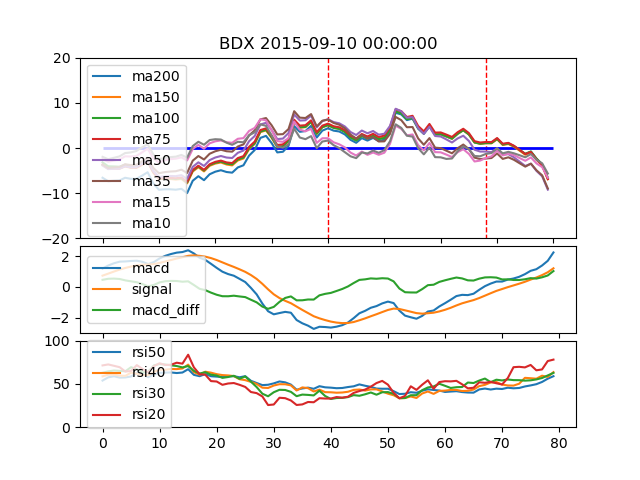 BDX 2015-09-10 00:00:00
20
10
0
−10
−20
ma200
ma150
ma100
ma75
ma50
ma35
ma15
ma10
2
0
−2
macd
signal
macd_diff
100
50
0
rsi50
rsi40
rsi30
rsi20
0 10 20 30 40 50 60 70 80